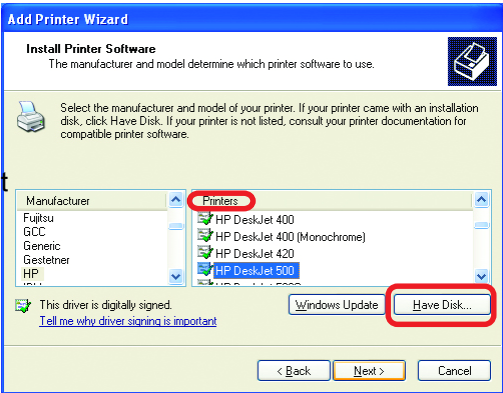 Add Printer Wizard
Install Printer Software
The manufacturer and model determine which printer software to use.
Select the manufacturer and model of your printer. If your printer came with an installation
disk, click Have Disk. If your printer is not listed, consult your printer documentation for
compatible printer software.
t
Manufacturer
Fujitsu
GCC
Generic
Gestetner
HP
Printers
HP DeskJet 400
HP DeskJet 400 (Monochrome)
HP DeskJet 420
HP DeskJet 500
This driver is digitally signed.
Tell me why driver signing is important
Windows Update
Have Disk...
< Back
Next >
Cancel